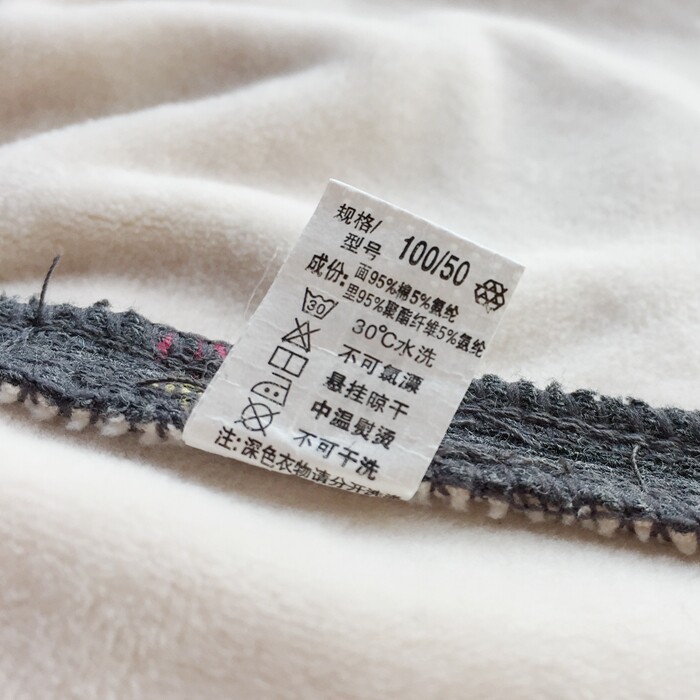 规格/
型号 100/50
成份: 面95%棉5%氨纶
里95%聚酯纤维5%氨纶
30
30°C水洗
不可氯漂
悬挂晾干
中温熨烫
不可干洗
注:深色衣物请分开洗